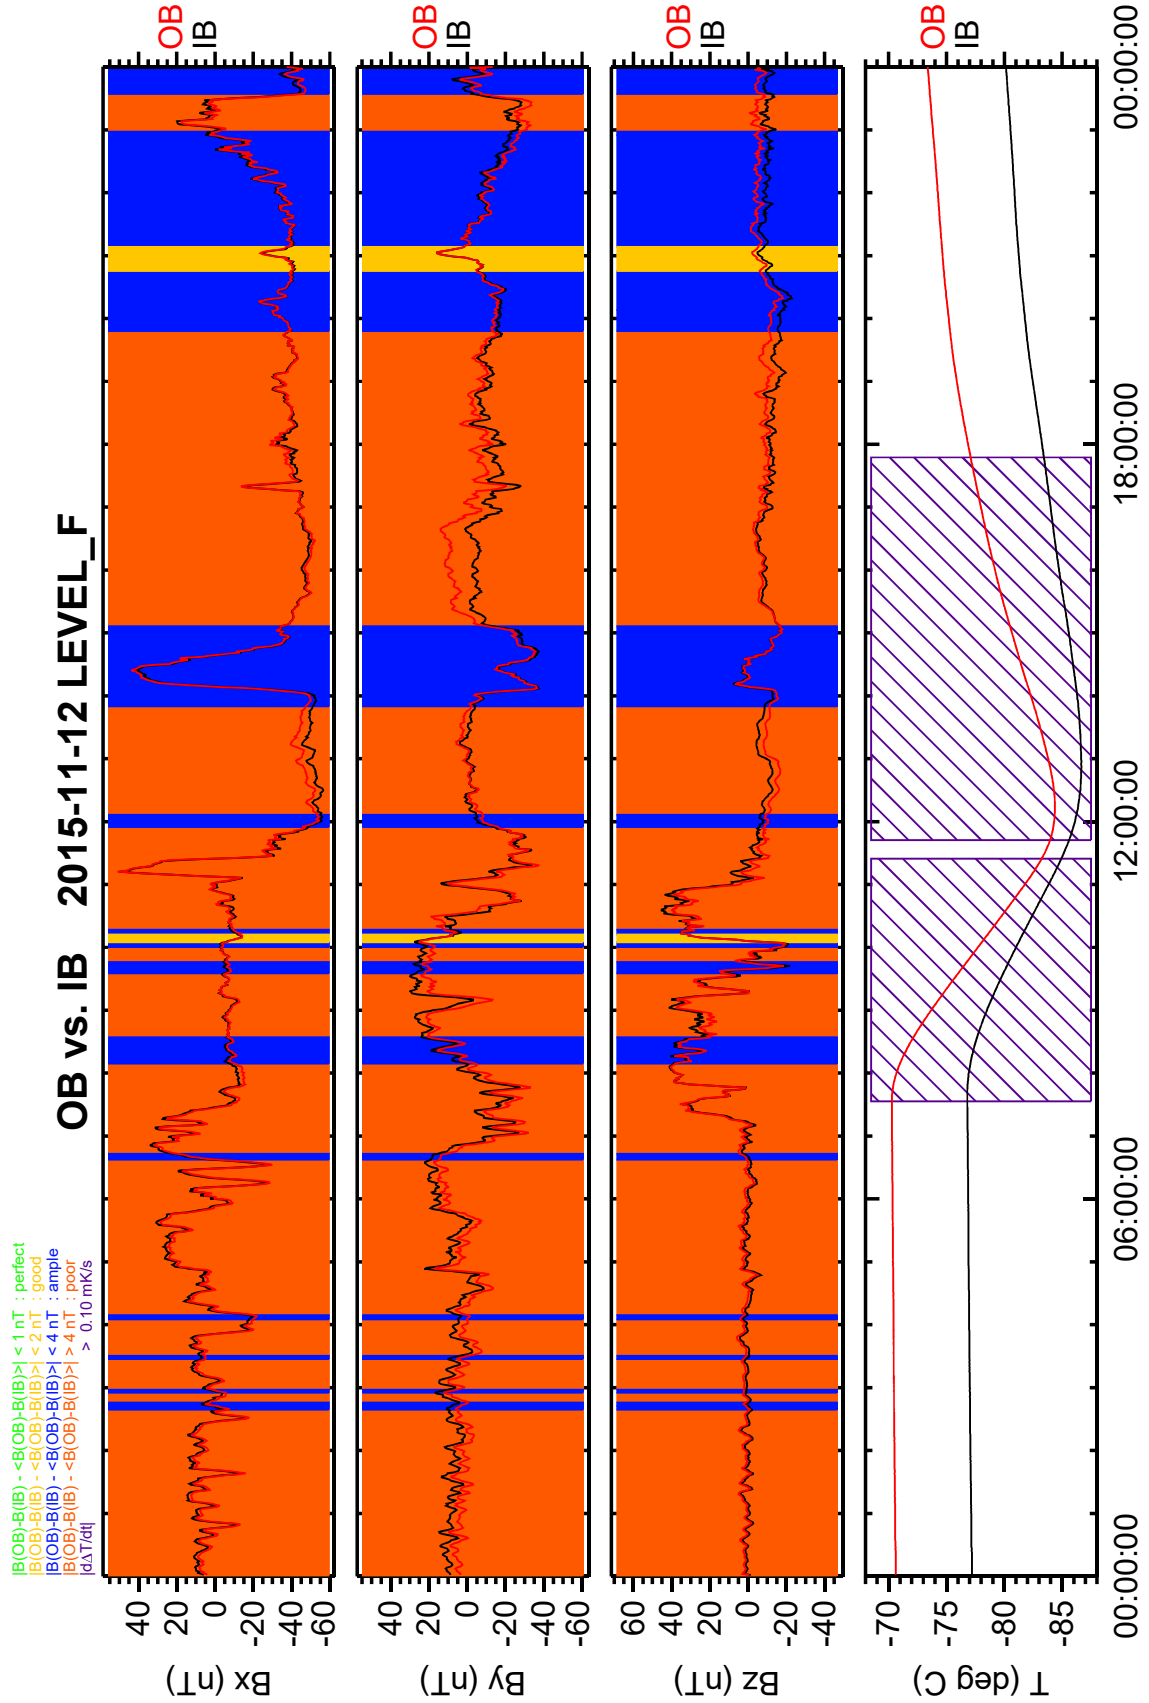 |B(OB)-B(IB) - <B(OB)-B(IB)>| < 1 nT : perfect
|B(OB)-B(IB) - <B(OB)-B(IB)>| < 2 nT : good
|B(OB)-B(IB) - <B(OB)-B(IB)>| < 4 nT : ample
|B(OB)-B(IB) - <B(OB)-B(IB)>| > 4 nT : poor
|dΔT/dt| > 0.10 mK/s
OB vs. IB 2015-11-12 LEVEL_F
Bx (nT)
40
20
0
-20
-40
-60
OB
IB
By (nT)
40
20
0
-20
-40
-60
OB
IB
Bz (nT)
60
40
20
0
-20
-40
OB
IB
T (deg C)
-70
-75
-80
-85
OB
IB
00:00:00
06:00:00
12:00:00
18:00:00
00:00:00